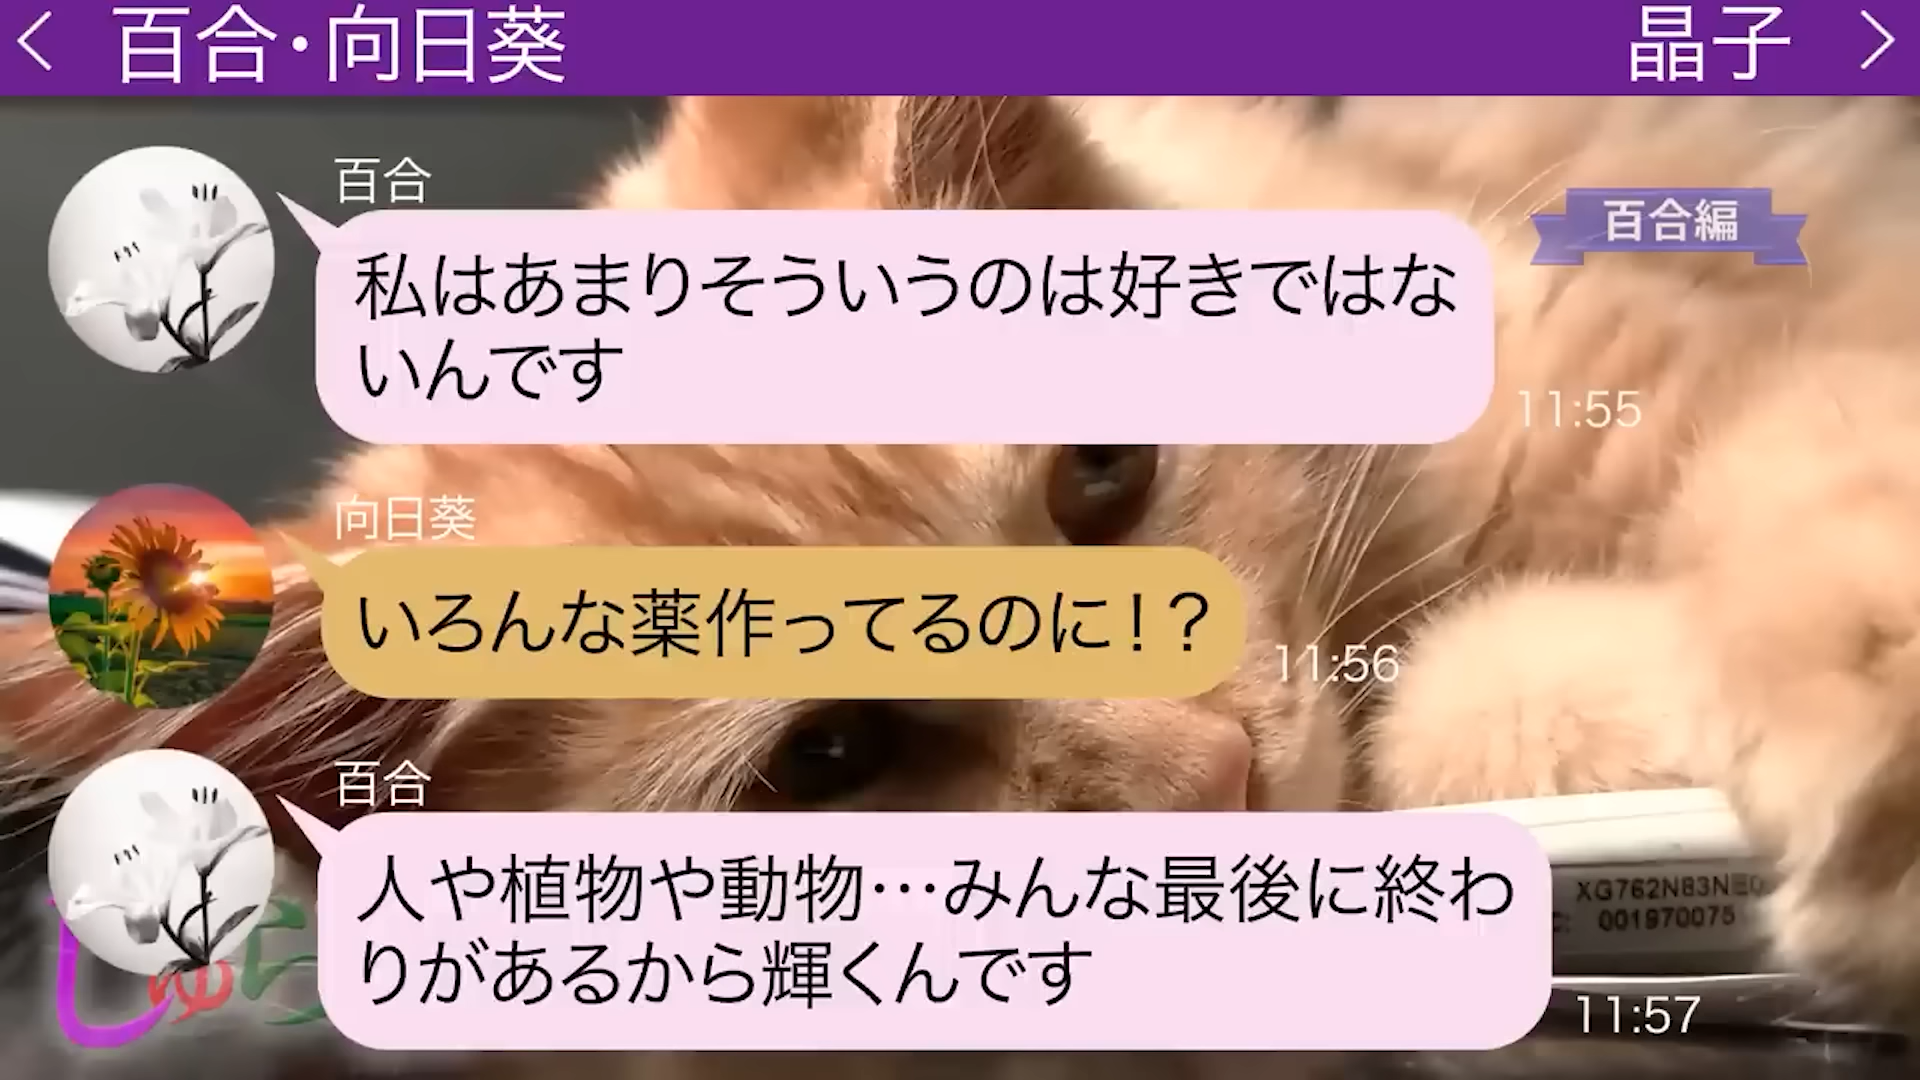 百合・向日葵
晶子
百合
百合編
私はあまりそういうのは好きではな
いんです
11:55
向日葵
いろんな薬作ってるのに！？
11:56
百合
人や植物や動物…みんな最後に終わ
りがあるから輝くんです
11:57
XG762N83NE0
001970075
しゅら